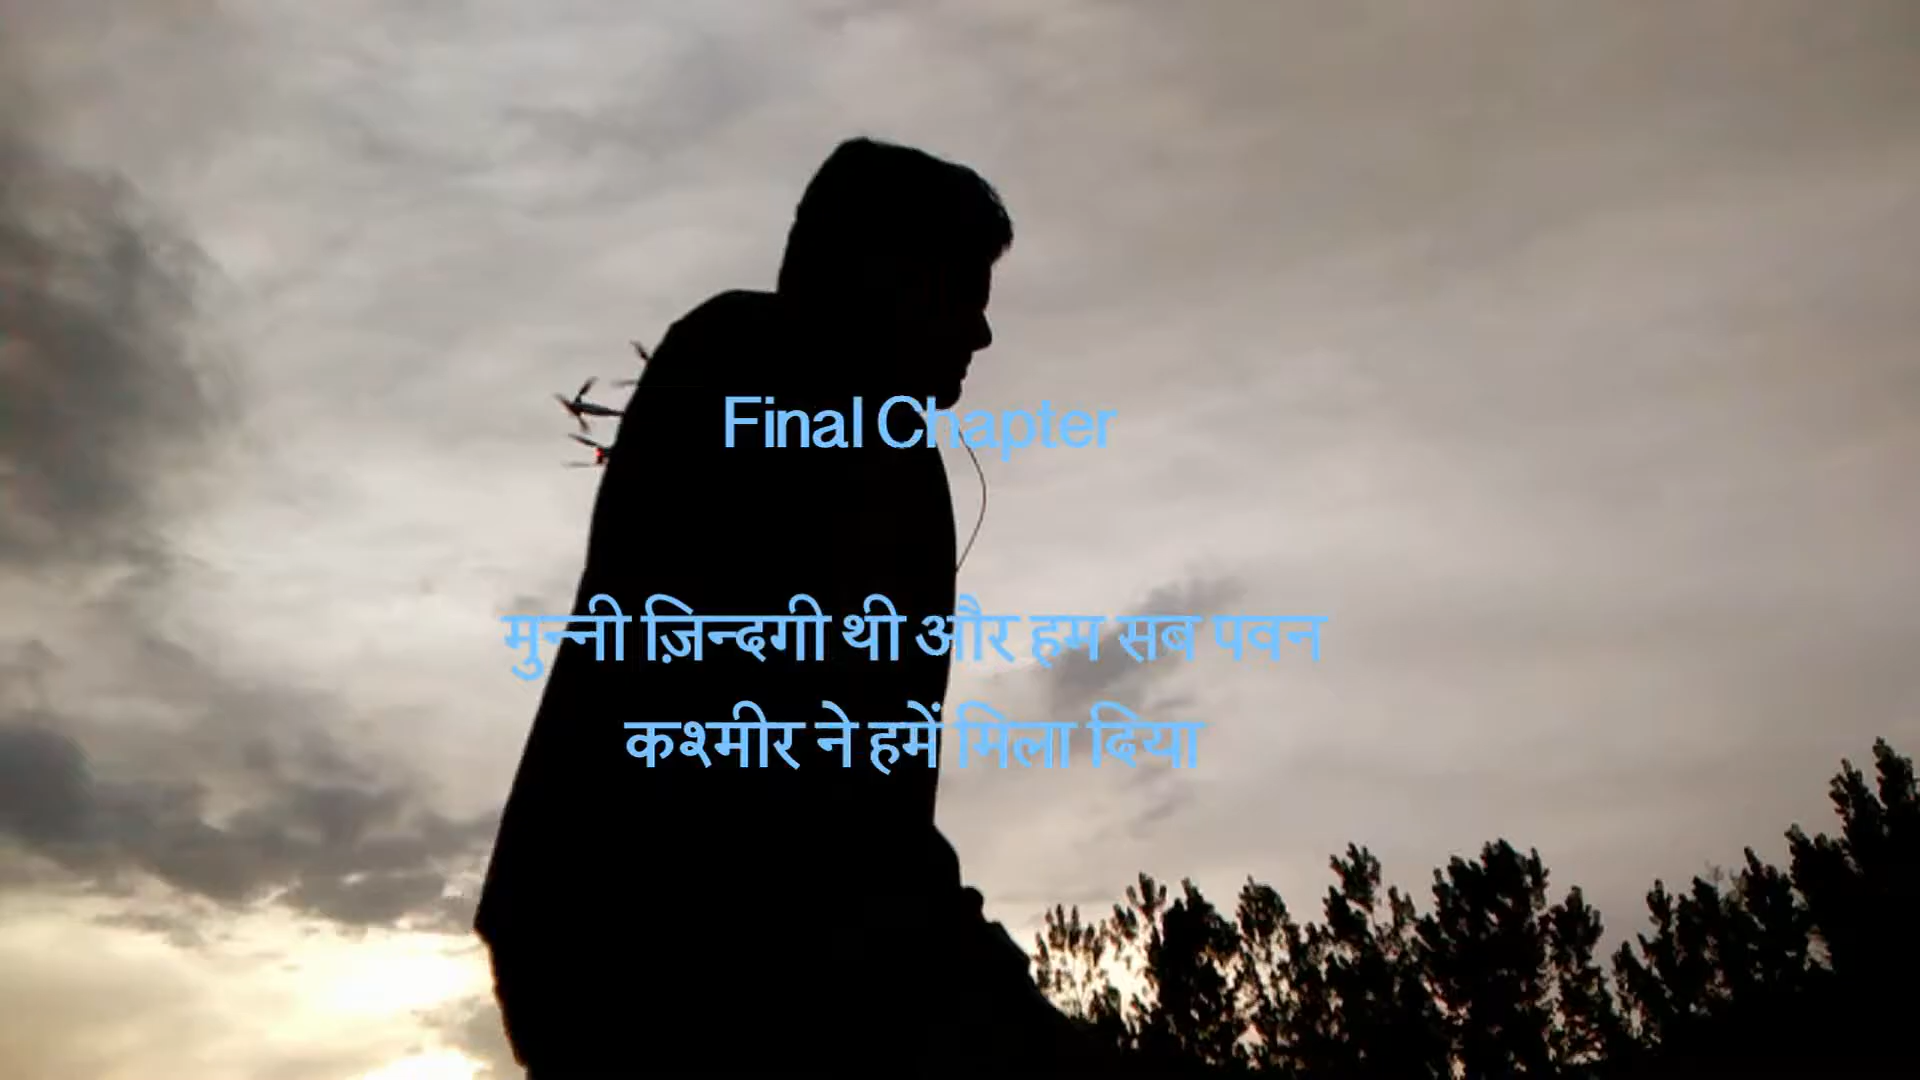 Final Chapter
मुन्नी ज़िन्दगी थी और हम सब पवन
कश्मीर ने हमें मिला दिया